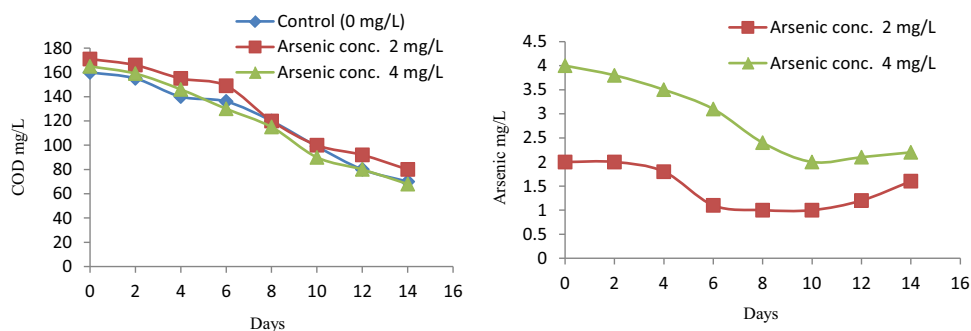 Control (0 mg/L)
Arsenic conc. 2 mg/L
Arsenic conc. 4 mg/L
180
160
140
120
100
80
60
40
20
0
COD mg/L
0 2 4 6 8 10 12 14 16
Days
Arsenic conc. 2 mg/L
Arsenic conc. 4 mg/L
4.5
4
3.5
3
2.5
2
1.5
1
0.5
0
Arsenic mg/L
0 2 4 6 8 10 12 14 16
Days